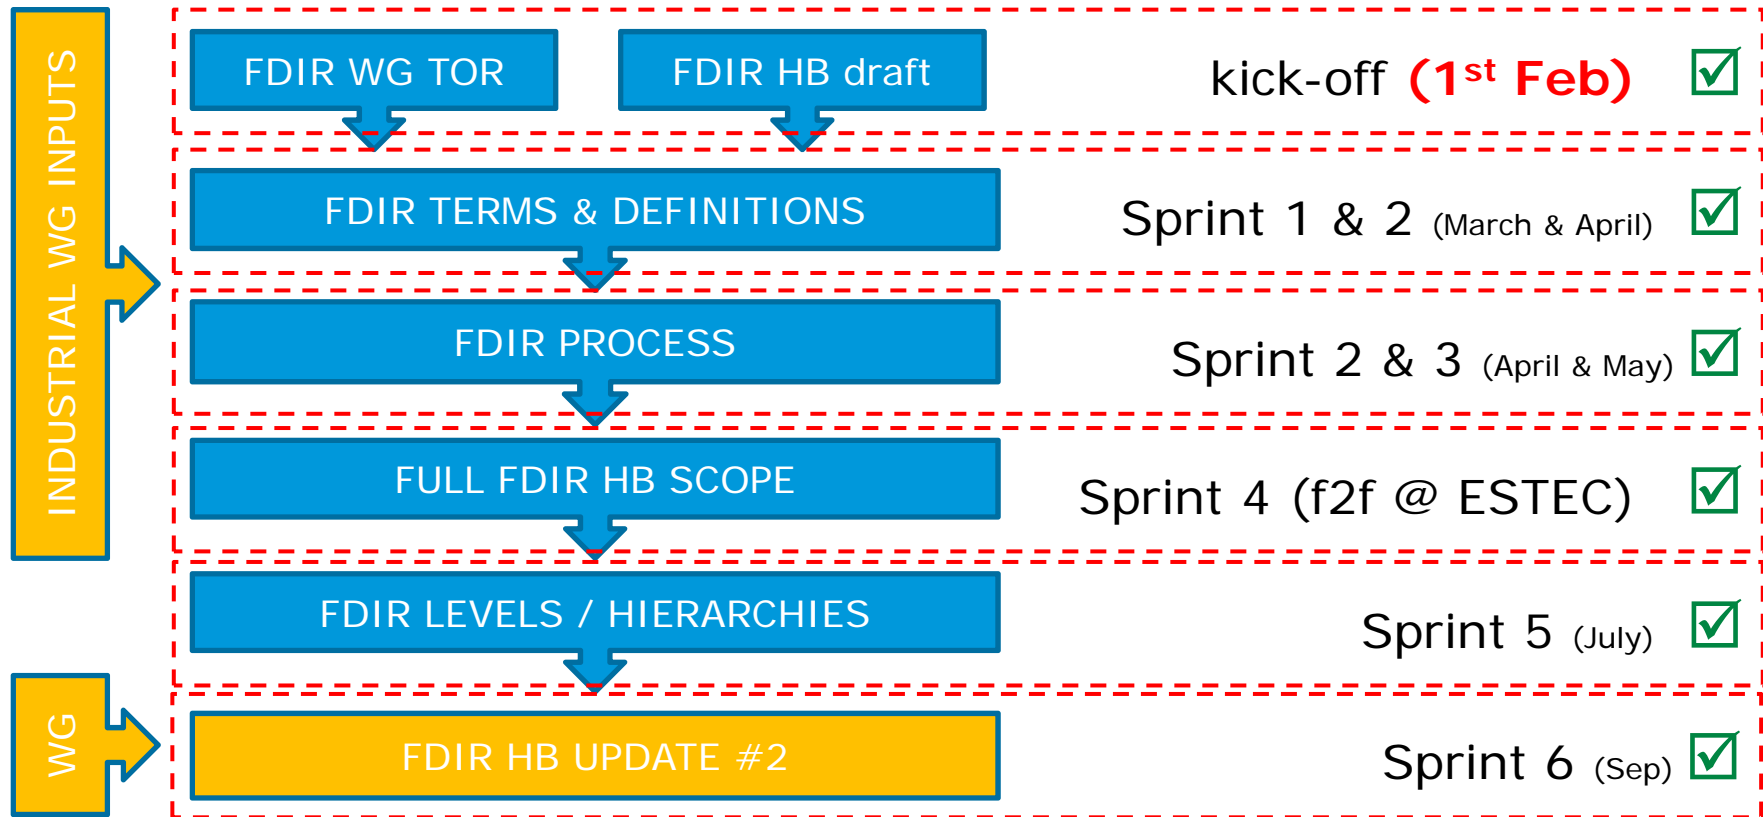 INDUSTRIAL WG INPUTS
FDIR WG TOR
FDIR HB draft
kick-off (1st Feb)
FDIR TERMS & DEFINITIONS
Sprint 1 & 2 (March & April)
FDIR PROCESS
Sprint 2 & 3 (April & May)
FULL FDIR HB SCOPE
Sprint 4 (f2f @ ESTEC)
FDIR LEVELS / HIERARCHIES
Sprint 5 (July)
WG
FDIR HB UPDATE #2
Sprint 6 (Sep)